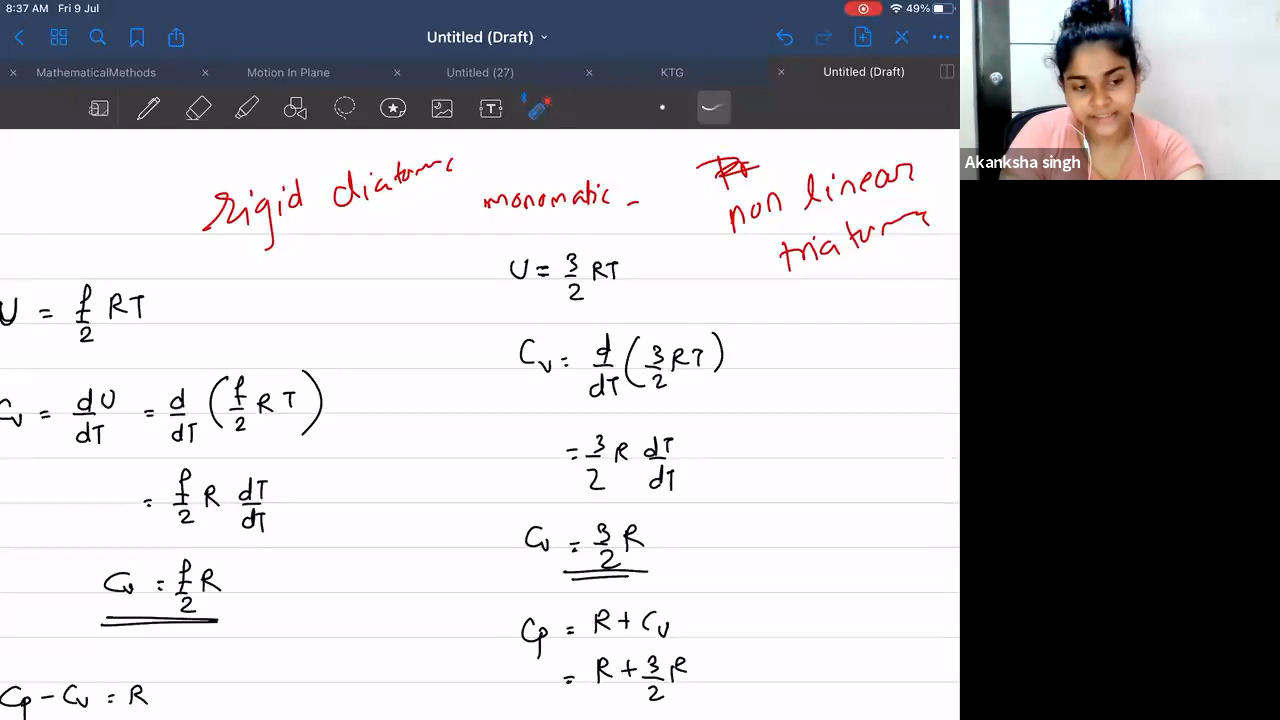 8:37 AM Fri 9 Jul
49%
Untitled (Draft)
MathematicalMethods
Motion In Plane
Untitled (27)
KTG
Untitled (Draft)
Akanksha singh
rigid diatomic
monomatic -
non linear
triatomic
U = f/2 RT
Cv = dU/dT = d/dT (f/2 R T)
= f/2 R dT/dT
Cv = f/2 R
Cp - Cv = R
U = 3/2 RT
Cv = d/dT (3/2 RT)
= 3/2 R dT/dT
Cv = 3/2 R
Cp = R + Cv
= R + 3/2 R